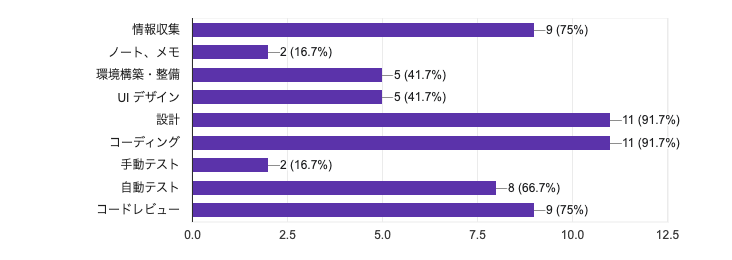 情報収集 9 (75%)
ノート、メモ 2 (16.7%)
環境構築・整備 5 (41.7%)
UI デザイン 5 (41.7%)
設計 11 (91.7%)
コーディング 11 (91.7%)
手動テスト 2 (16.7%)
自動テスト 8 (66.7%)
コードレビュー 9 (75%)
0.0 2.5 5.0 7.5 10.0 12.5